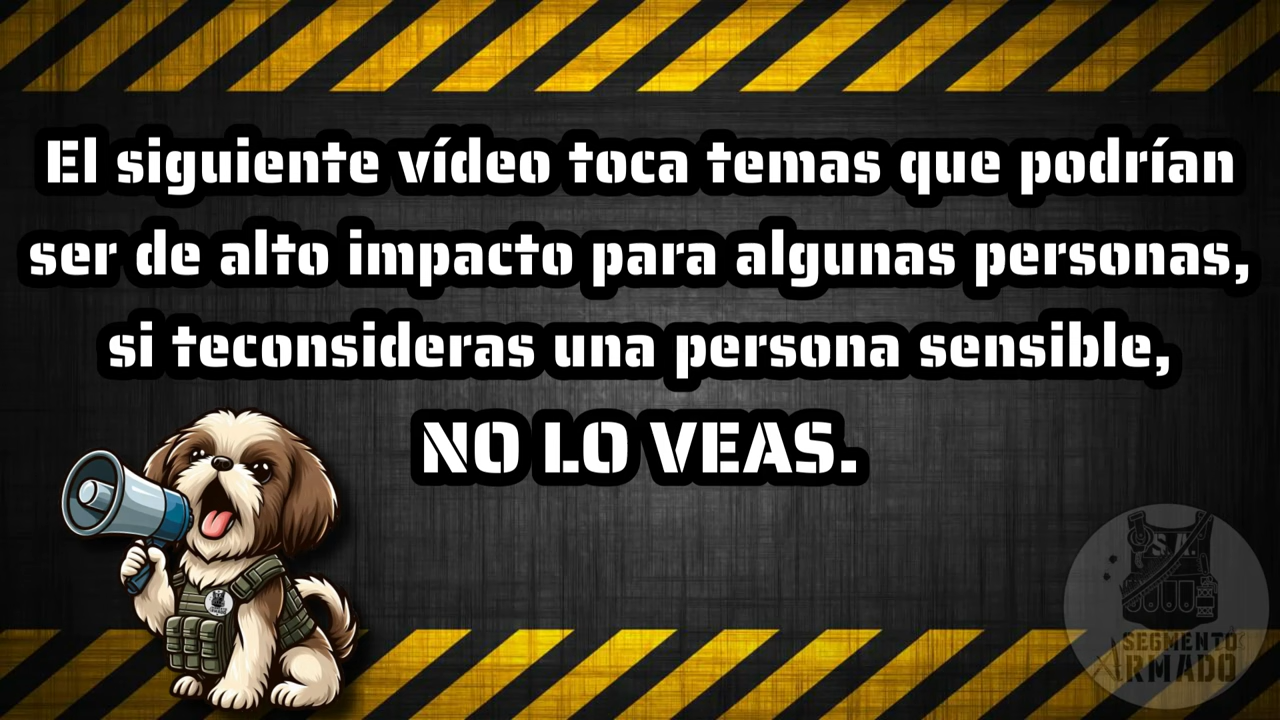 El siguiente vídeo toca temas que podrían
ser de alto impacto para algunas personas,
si teconsideras una persona sensible,
NO LO VEAS.
S.A.
SEGMENTO
ARMADO